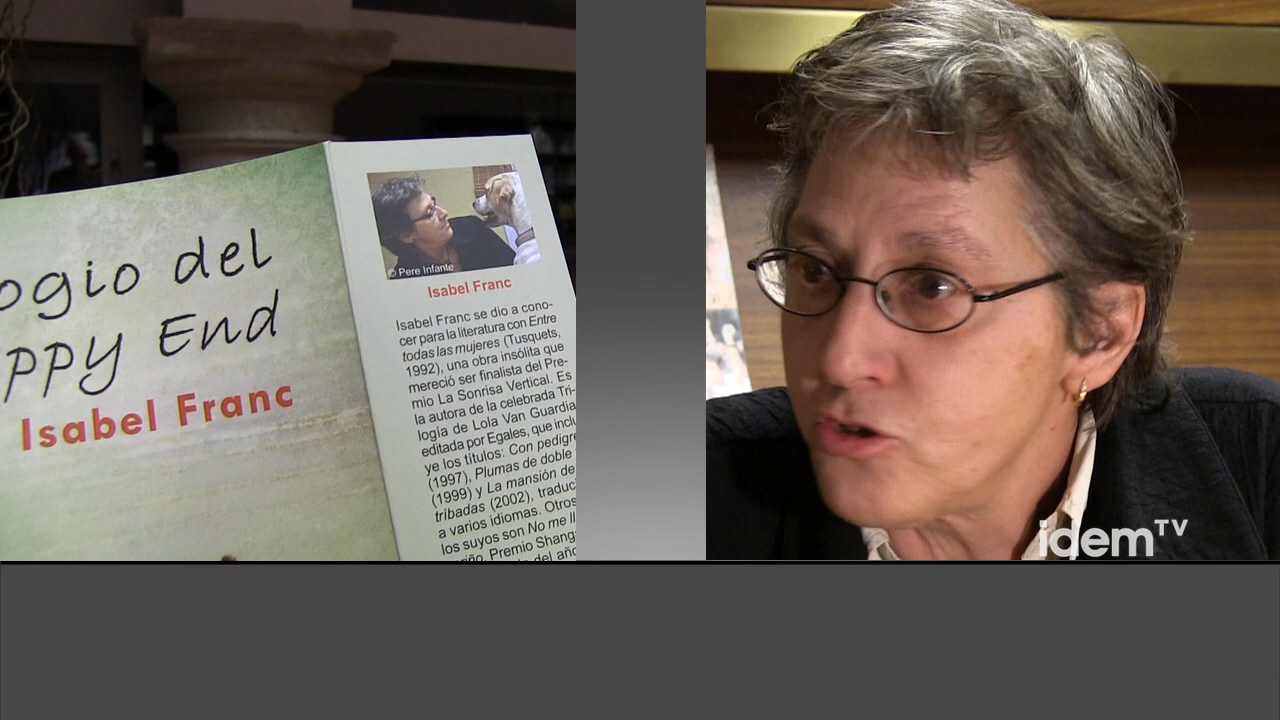 ogio del
ppy End
Isabel Franc
© Pere Infante
Isabel Franc
Isabel Franc se dio a cono-
cer para la literatura con Entre
todas las mujeres (Tusquets,
1992), una obra insólita que
mereció ser finalista del Pre-
mio La Sonrisa Vertical. Es
la autora de la celebrada Tri-
logía de Lola Van Guardia
editada por Egales, que inclu
ye los títulos: Con pedigre
(1997), Plumas de doble
(1999) y La mansión de
tribadas (2002), traduc
a varios idiomas. Otros
los suyos son No me ll
Premio Shang
del año
idemTV